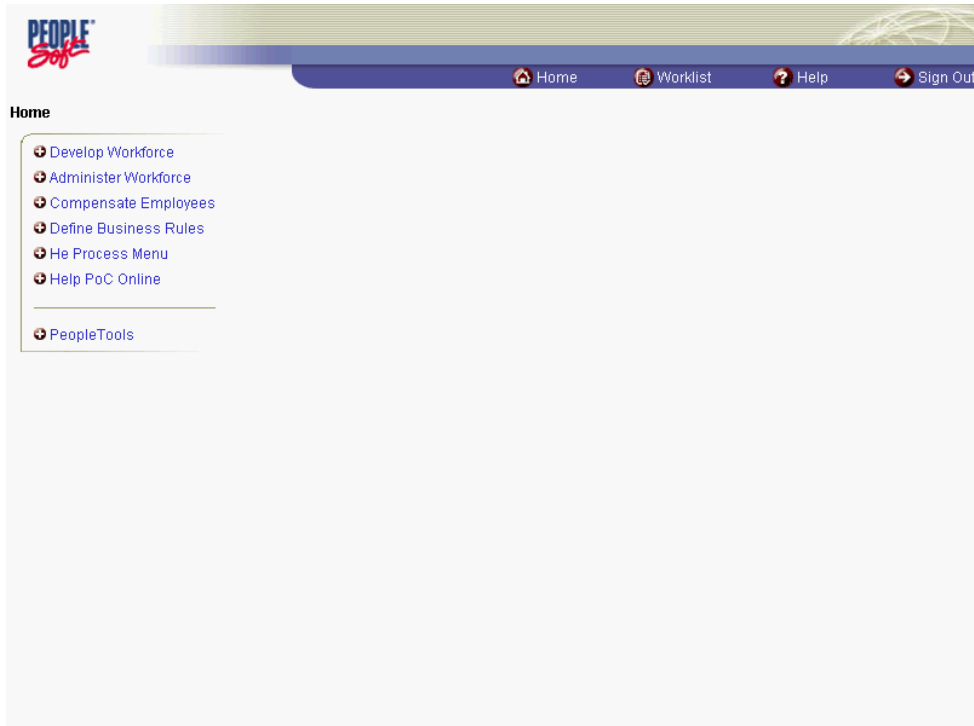 PEOPLE
Soft
Home Worklist Help Sign Out
Home
Develop Workforce
Administer Workforce
Compensate Employees
Define Business Rules
He Process Menu
Help PoC Online
PeopleTools